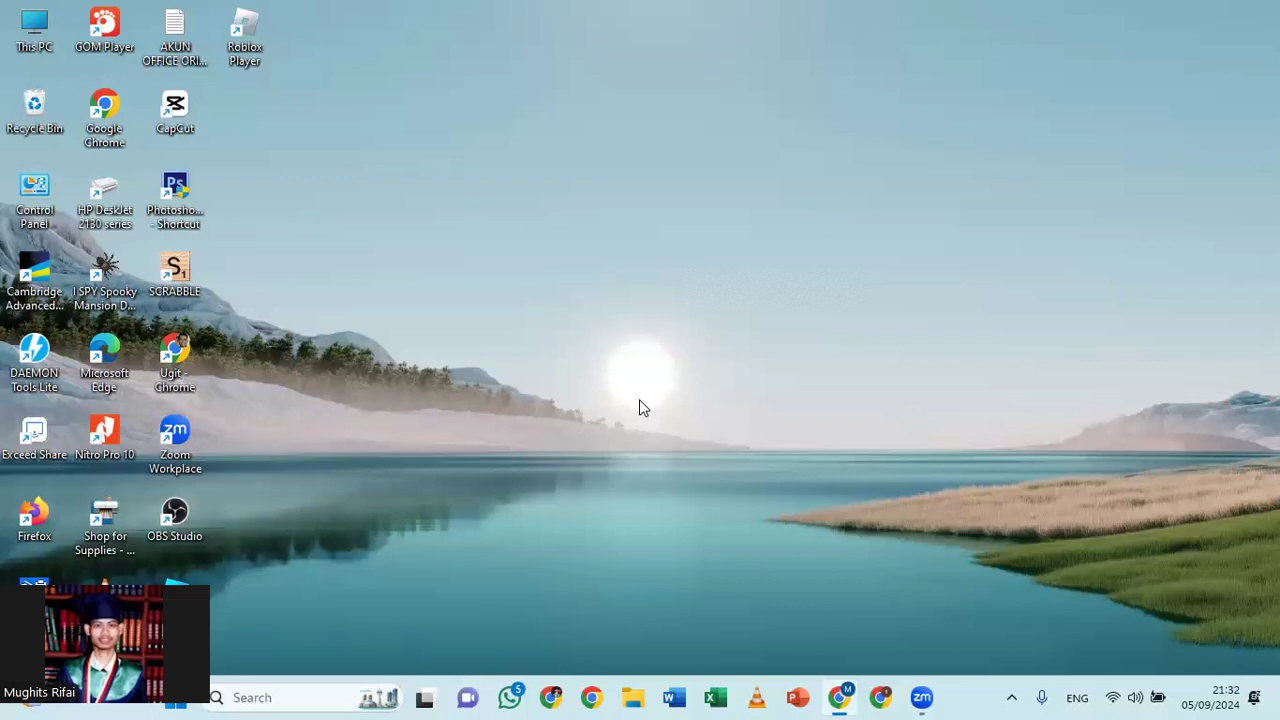 This PC
GOM Player
AKUN
OFFICE ORI...
Roblox
Player
Recycle Bin
Google
Chrome
CapCut
Control
Panel
HP DeskJet
2130 series
Photosho...
- Shortcut
Cambridge
Advanced...
I SPY Spooky
Mansion D...
SCRABBLE
DAEMON
Tools Lite
Microsoft
Edge
Ugit -
Chrome
Exceed Share
Nitro Pro 10
Zoom
Workplace
Firefox
Shop for
Supplies - ...
OBS Studio
Mughits Rifai
Search
5
M
zm
ENG
21:32
05/09/2024